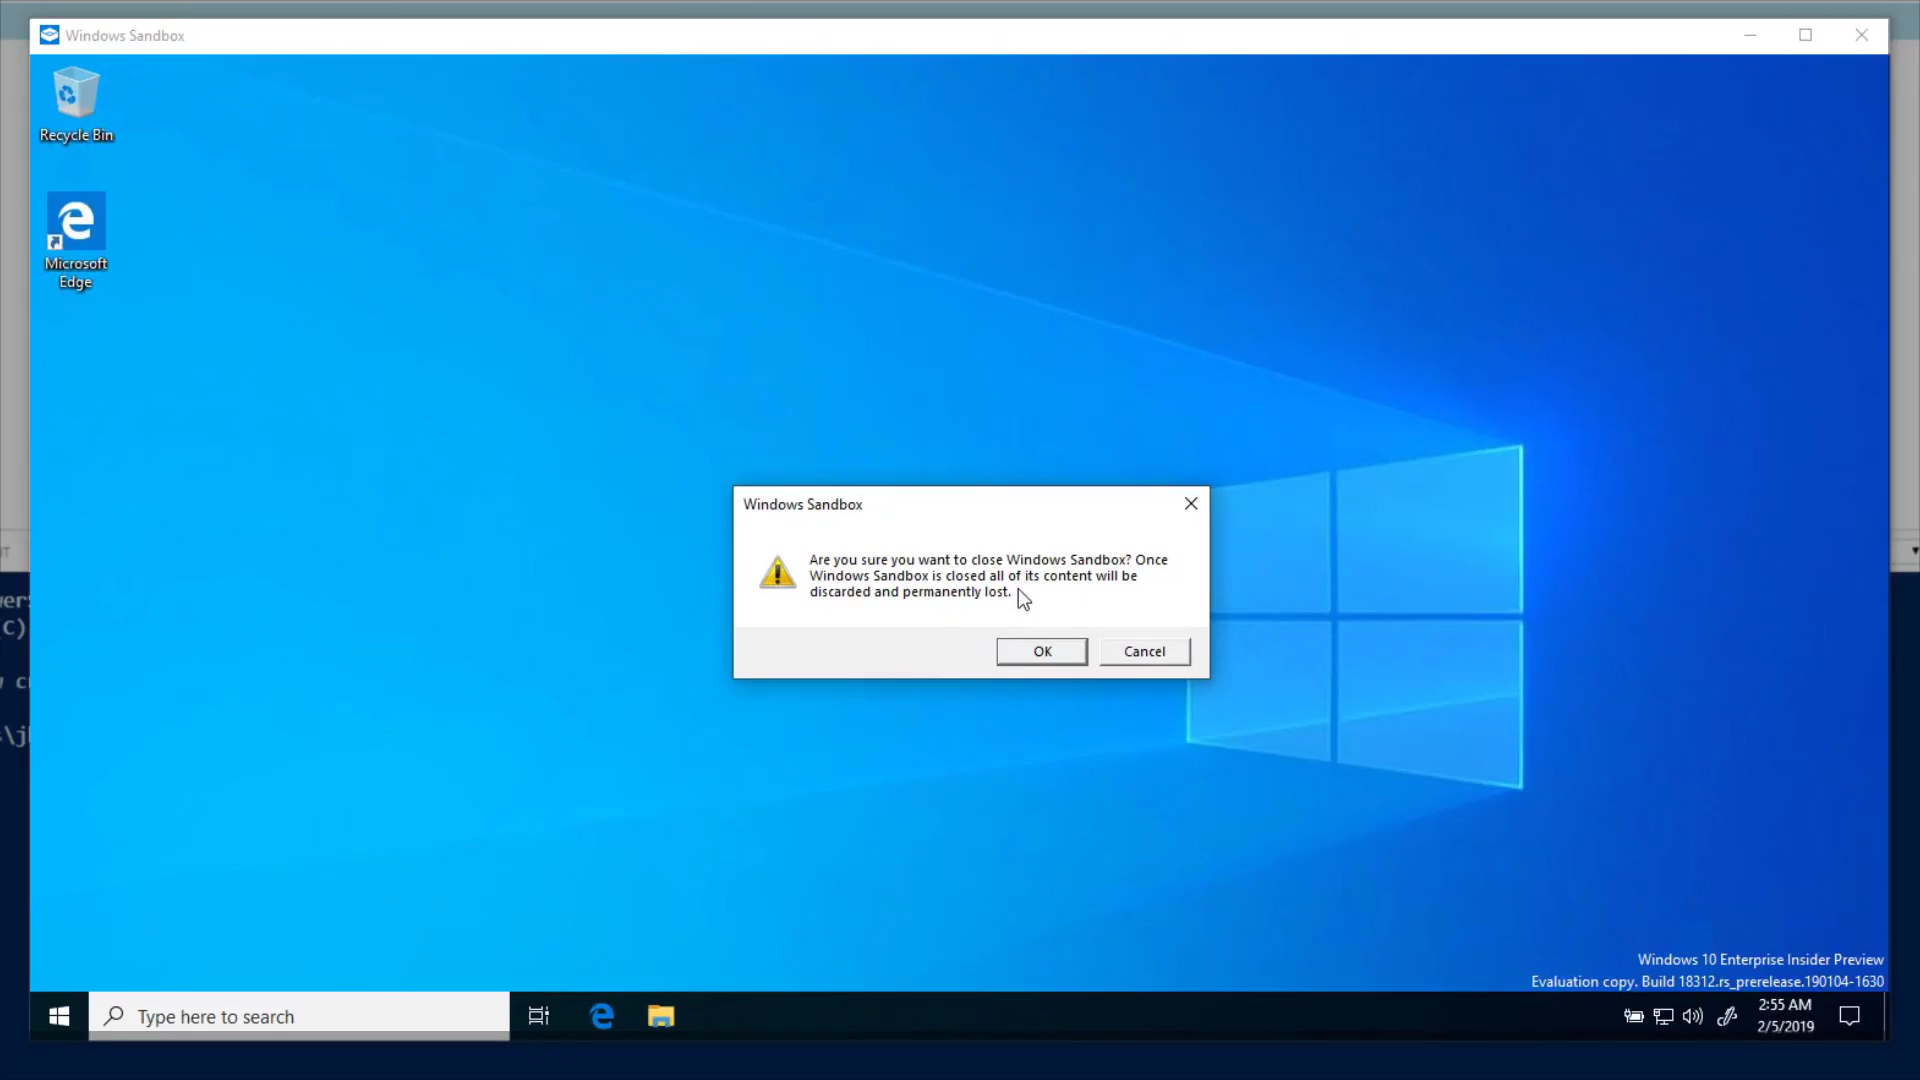 Windows Sandbox
Recycle Bin
Microsoft
Edge
Windows Sandbox
Are you sure you want to close Windows Sandbox? Once
Windows Sandbox is closed all of its content will be
discarded and permanently lost.
OK
Cancel
(C)
Windows 10 Enterprise Insider Preview
Evaluation copy. Build 18312.rs_prerelease.190104-1630
Type here to search
2:55 AM
2/5/2019